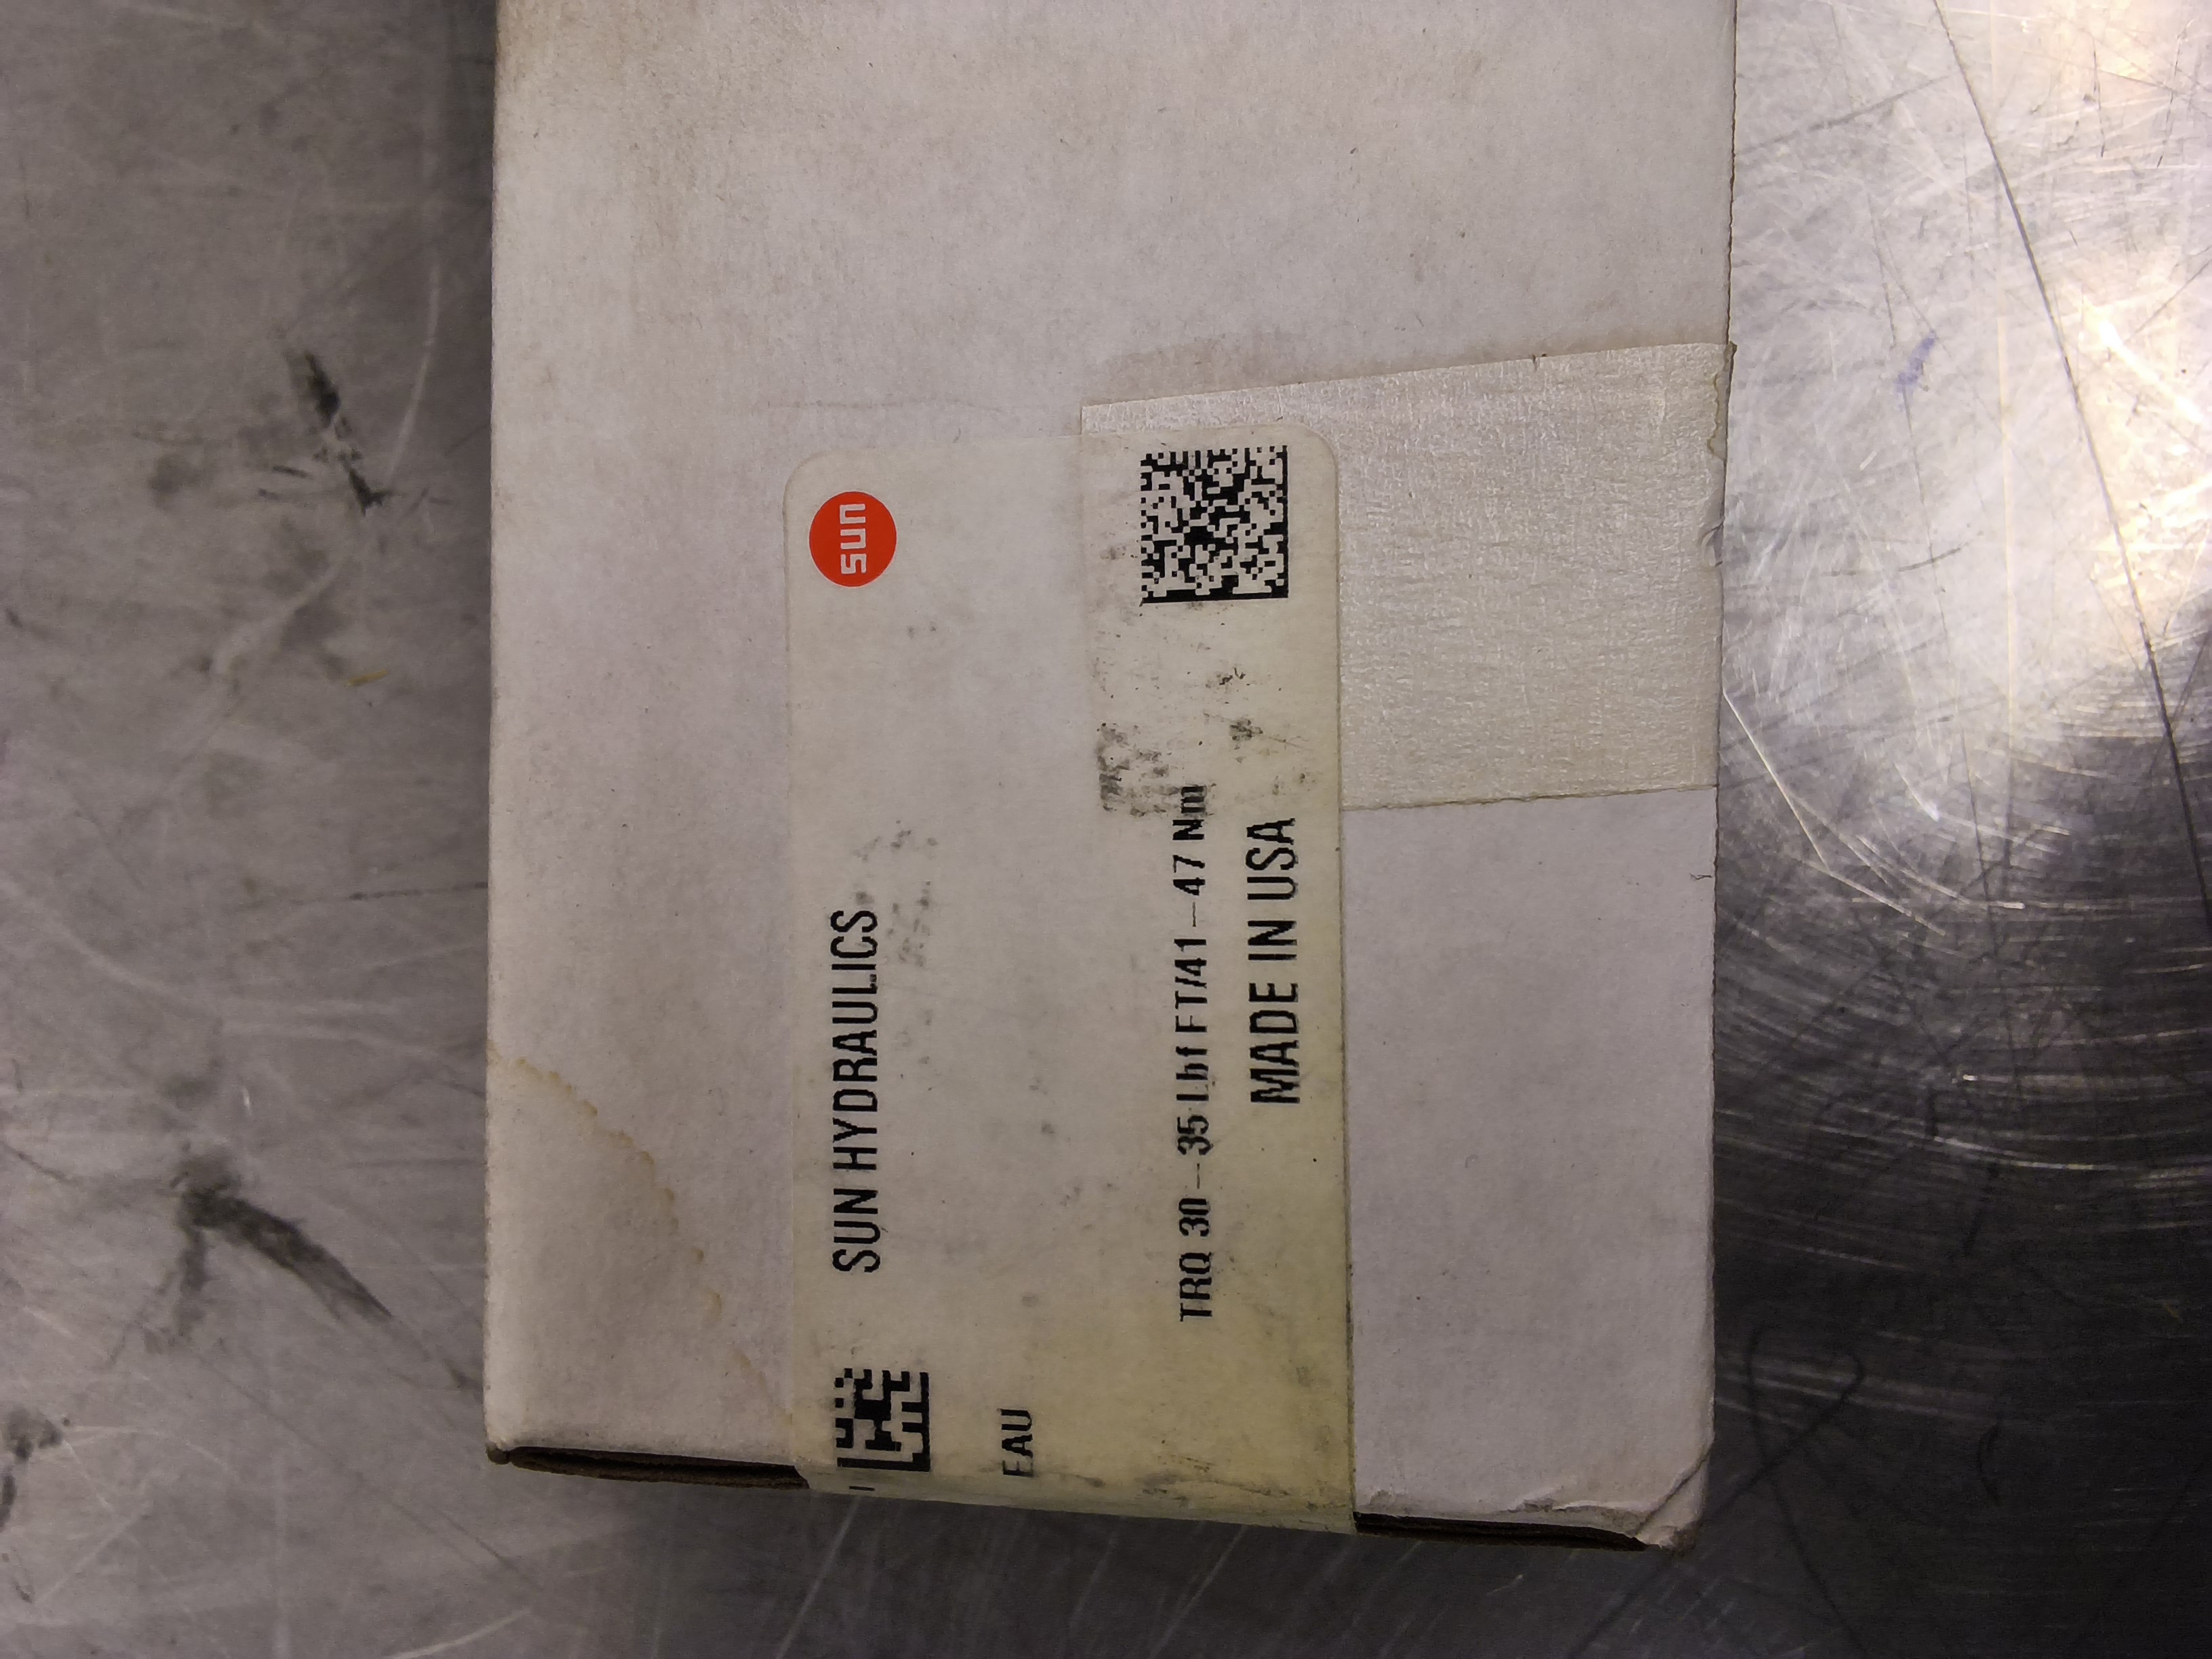 sun
SUN HYDRAULICS
EAU
TRQ 30-35 Lbf FT/41-47 Nm
MADE IN USA